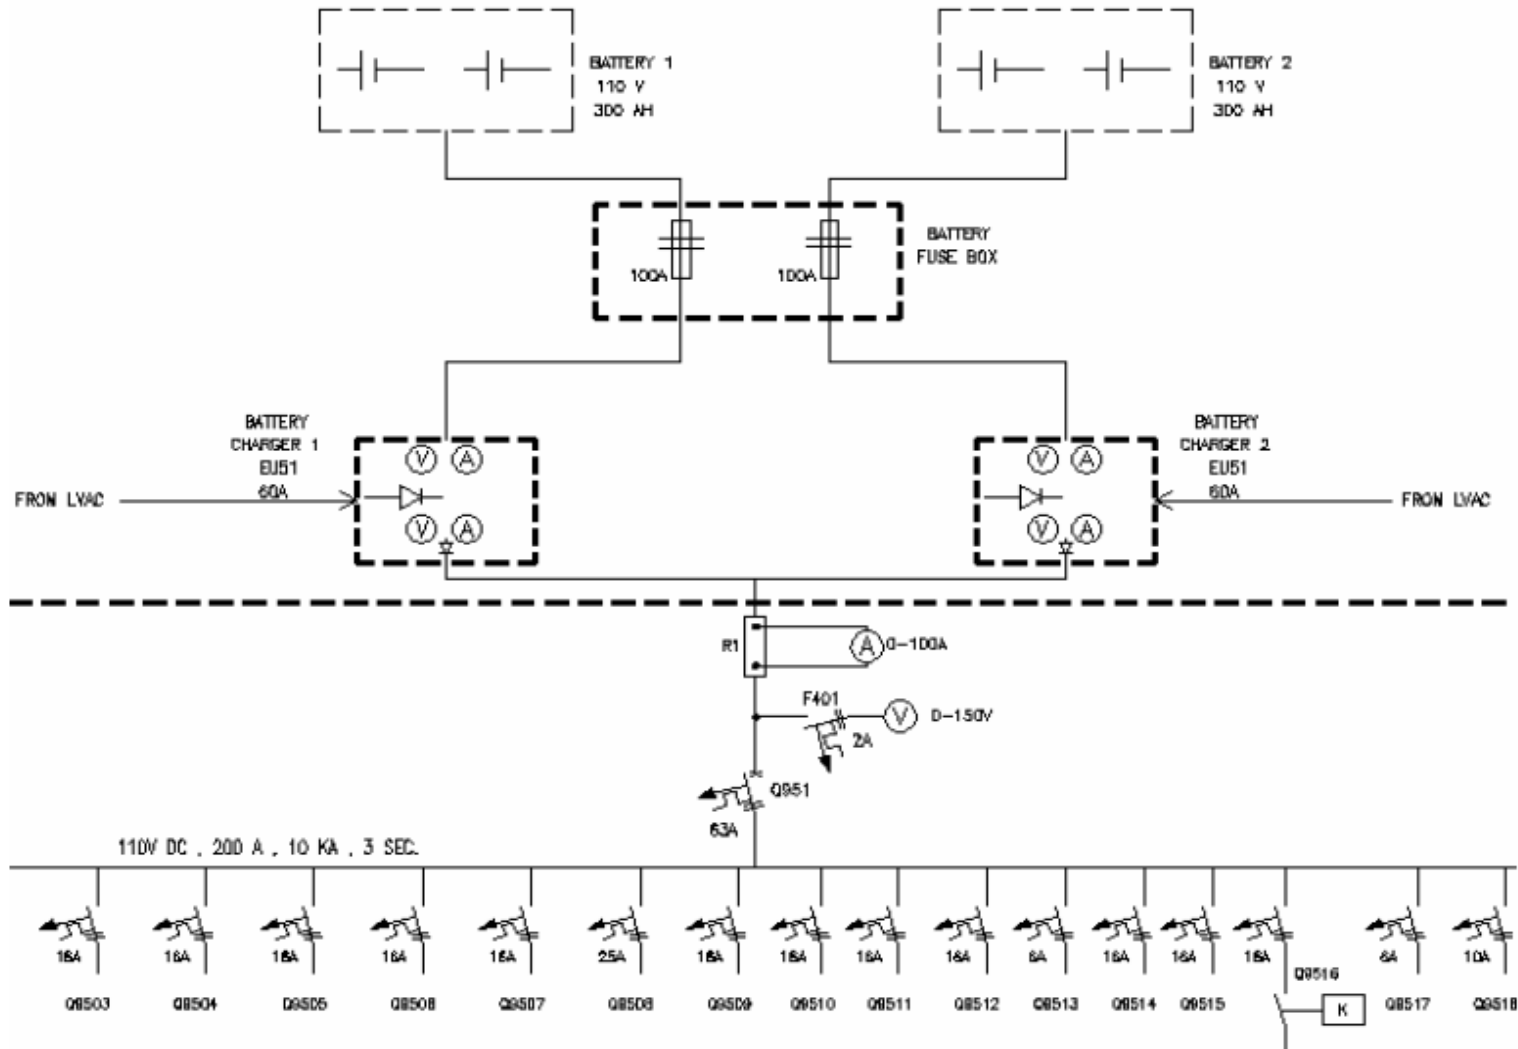 BATTERY 1
110 V
300 AH
BATTERY 2
110 V
300 AH
BATTERY
FUSE BOX
100A
100A
BATTERY
CHARGER 1
EU51
60A
FROM LVAC
BATTERY
CHARGER 2
EU51
60A
FROM LVAC
V A
V A
V A
V A
R1
A
0-100A
F401
V
0-150V
2A
Q951
63A
110V DC , 200 A , 10 KA , 3 SEC.
16A 16A 16A 16A 16A 25A 16A 16A 16A 16A 6A 16A 16A 16A 6A 10A
Q9516
Q9503 Q9504 Q9505 Q9506 Q9507 Q9508 Q9509 Q9510 Q9511 Q9512 Q9513 Q9514 Q9515 K Q9517 Q9518